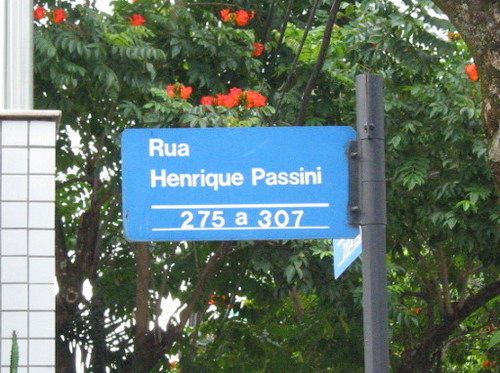 Rua
Henrique Passini
275 a 307